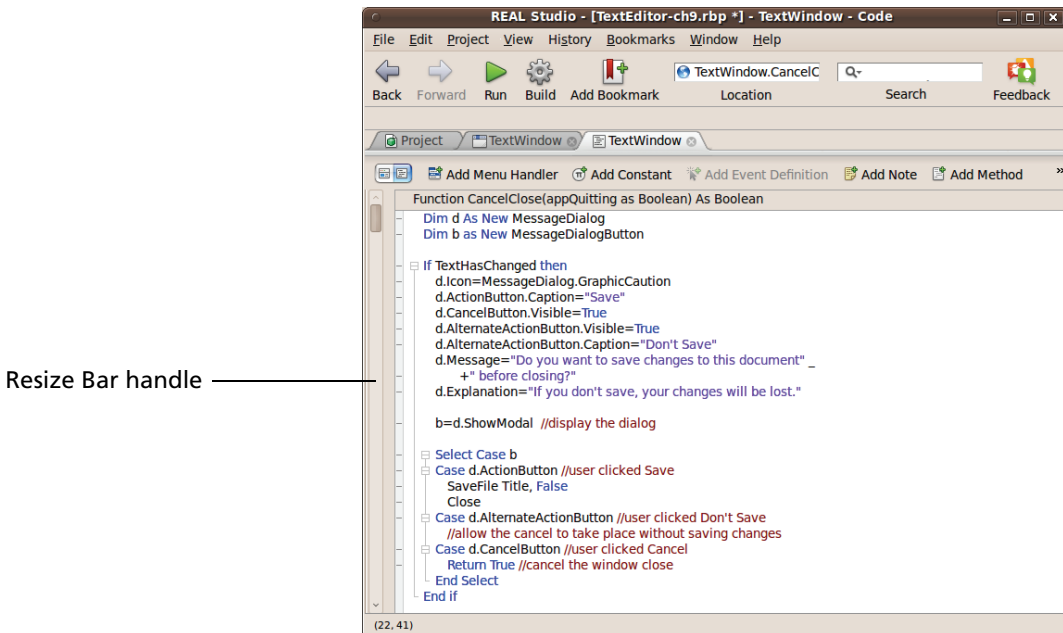 REAL Studio - [TextEditor-ch9.rbp *] - TextWindow - Code
File Edit Project View History Bookmarks Window Help
TextWindow.CancelC
Back Forward Run Build Add Bookmark Location Search Feedback
Project TextWindow TextWindow
Add Menu Handler Add Constant Add Event Definition Add Note Add Method »
Function CancelClose(appQuitting as Boolean) As Boolean
Dim d As New MessageDialog
Dim b as New MessageDialogButton
If TextHasChanged then
d.Icon=MessageDialog.GraphicCaution
d.ActionButton.Caption="Save"
d.CancelButton.Visible=True
d.AlternateActionButton.Visible=True
d.AlternateActionButton.Caption="Don't Save"
d.Message="Do you want to save changes to this document" _
+" before closing?"
Resize Bar handle
d.Explanation="If you don't save, your changes will be lost."
b=d.ShowModal //display the dialog
Select Case b
Case d.ActionButton //user clicked Save
SaveFile Title, False
Close
Case d.AlternateActionButton //user clicked Don't Save
//allow the cancel to take place without saving changes
Case d.CancelButton //user clicked Cancel
Return True //cancel the window close
End Select
End if
(22, 41)